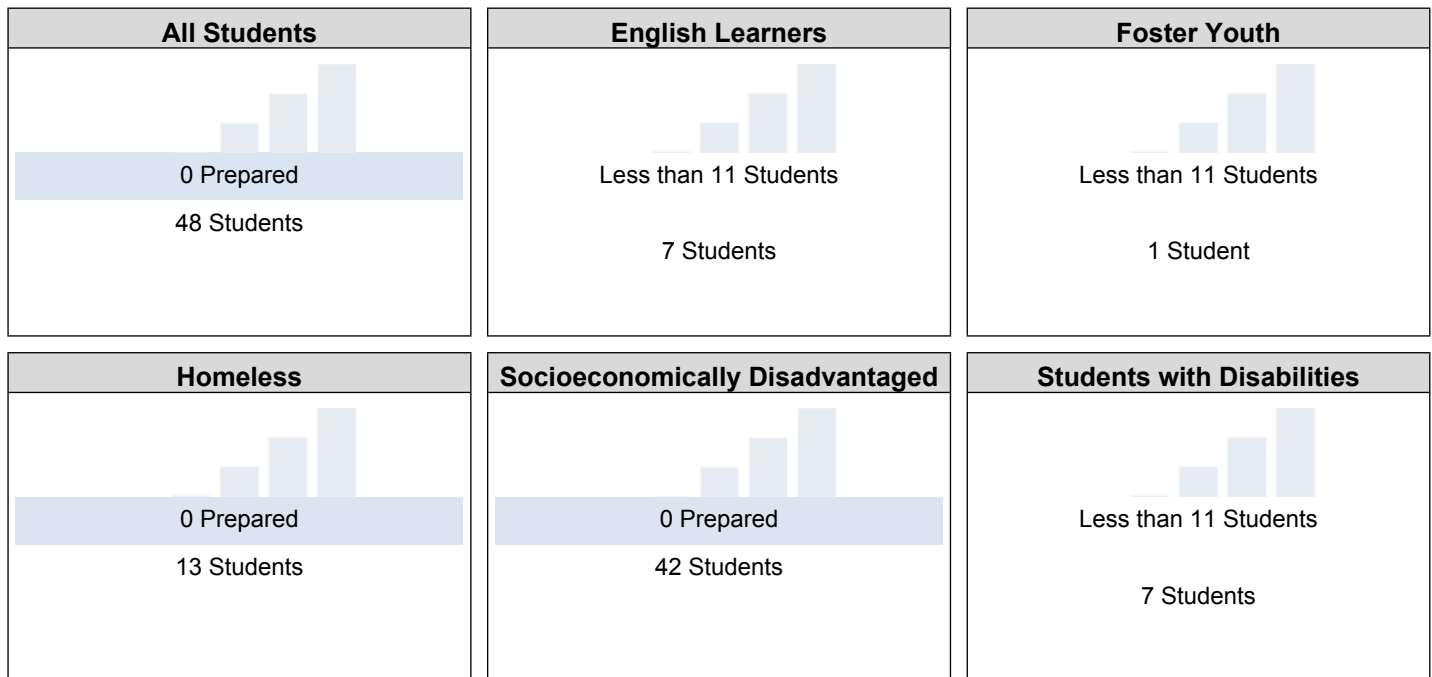 All Students
0 Prepared
48 Students
English Learners
Less than 11 Students
7 Students
Foster Youth
Less than 11 Students
1 Student
Homeless
0 Prepared
13 Students
Socioeconomically Disadvantaged
0 Prepared
42 Students
Students with Disabilities
Less than 11 Students
7 Students